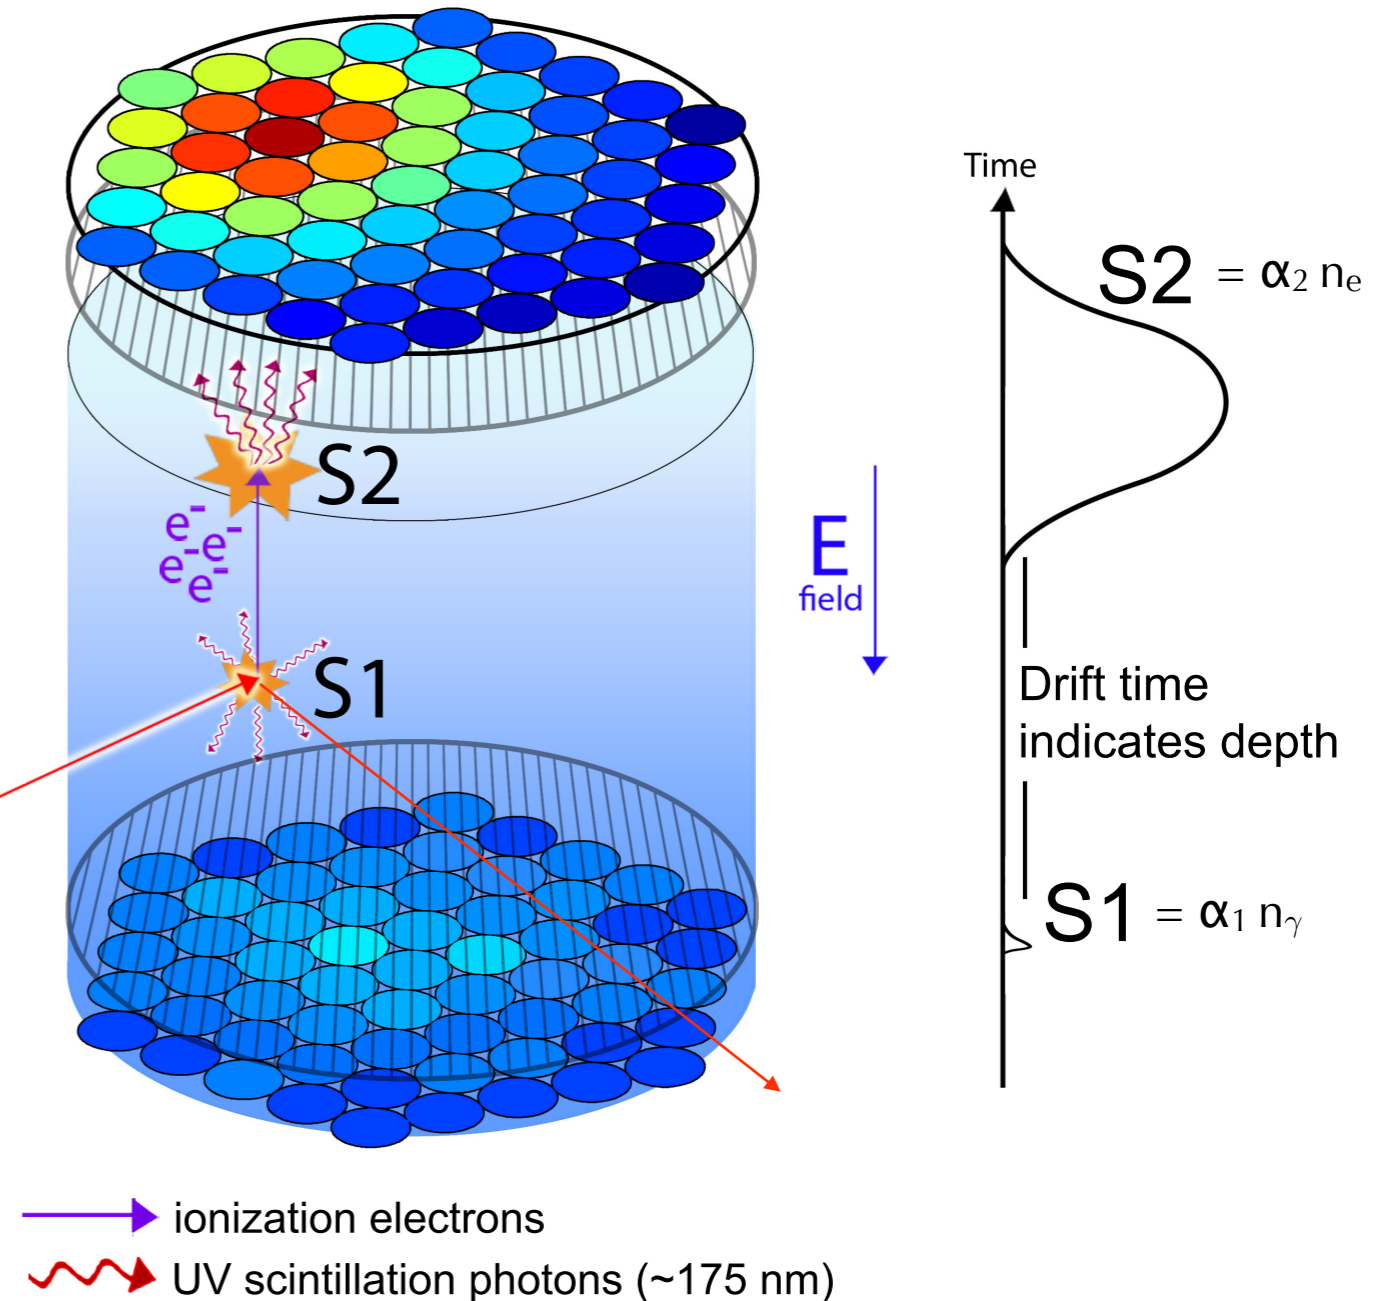 Time
S2 = α₂ nₑ
S2
e⁻
e⁻
e⁻
e⁻
E
field
S1
Drift time
indicates depth
S1 = α₁ nᵧ
ionization electrons
UV scintillation photons (~175 nm)